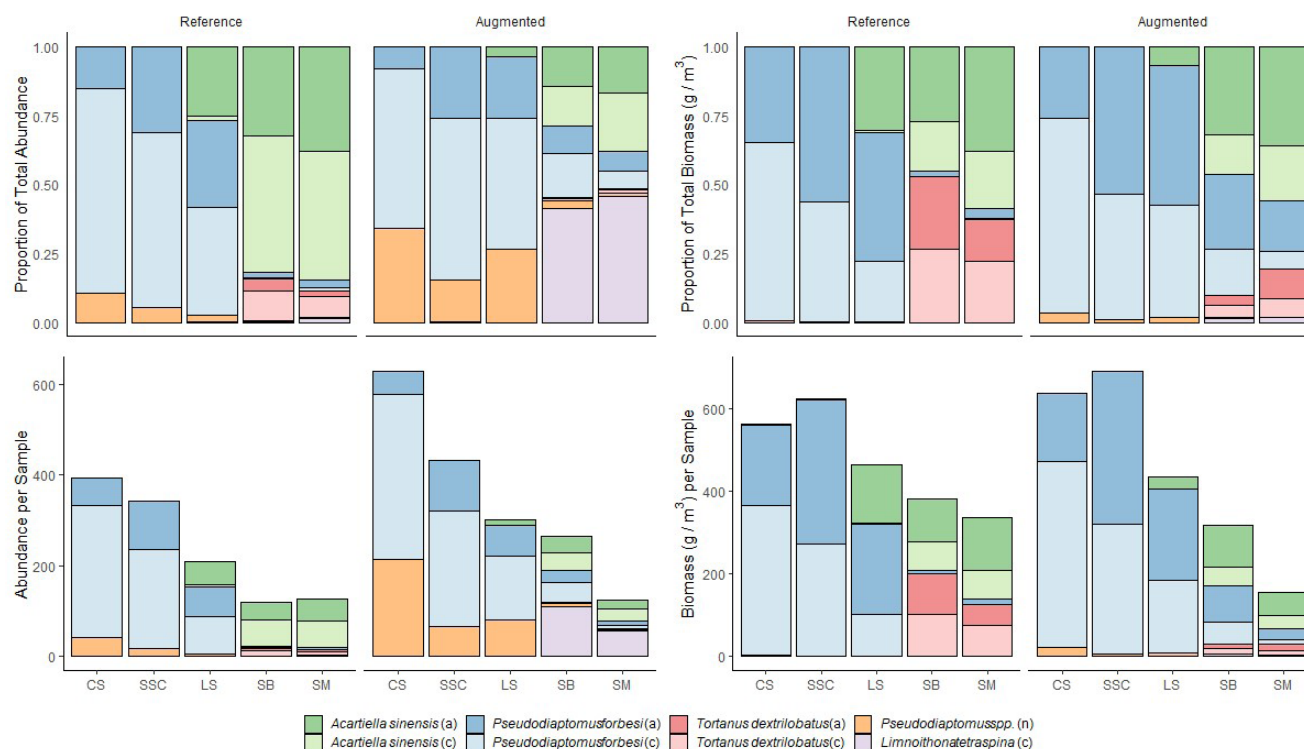 Reference Augmented
Proportion of Total Abundance
1.00
0.75
0.50
0.25
0.00
Reference Augmented
Proportion of Total Biomass (g / m³)
1.00
0.75
0.50
0.25
0.00
Abundance per Sample
600
400
200
0
CS SSC LS SB SM CS SSC LS SB SM
Biomass (g / m³) per Sample
600
400
200
0
CS SSC LS SB SM CS SSC LS SB SM
Acartiella sinensis (a) Pseudodiaptomusforbesi (a) Tortanus dextrilobatus(a) Pseudodiaptomusspp. (n)
Acartiella sinensis (c) Pseudodiaptomusforbesi (c) Tortanus dextrilobatus(c) Limnoithonatetraspina (c)